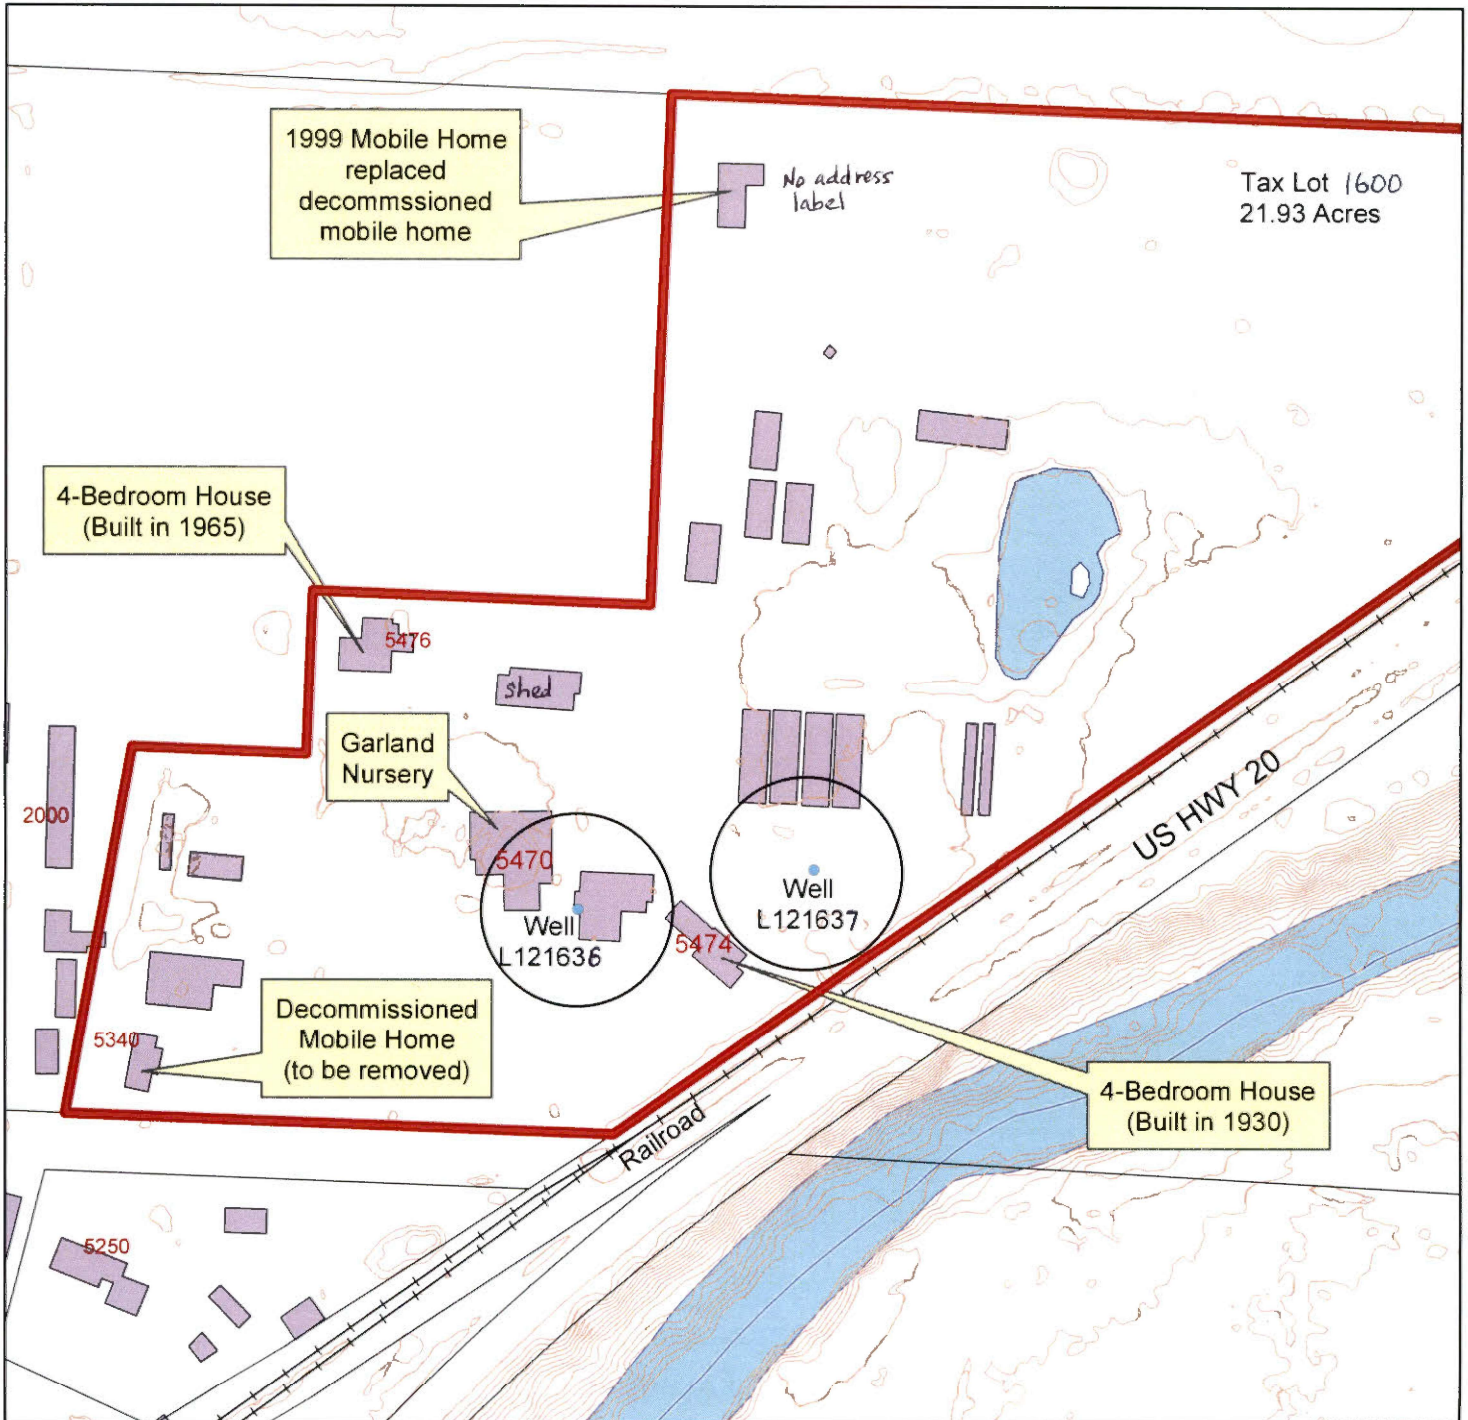 1999 Mobile Home
replaced
decommssioned
mobile home
No address
label
Tax Lot 1600
21.93 Acres
4-Bedroom House
(Built in 1965)
5476
shed
Garland
Nursery
2000
5470
US HWY 20
Well
L121636
Well
L121637
5474
5340
Decommissioned
Mobile Home
(to be removed)
4-Bedroom House
(Built in 1930)
Railroad
5250